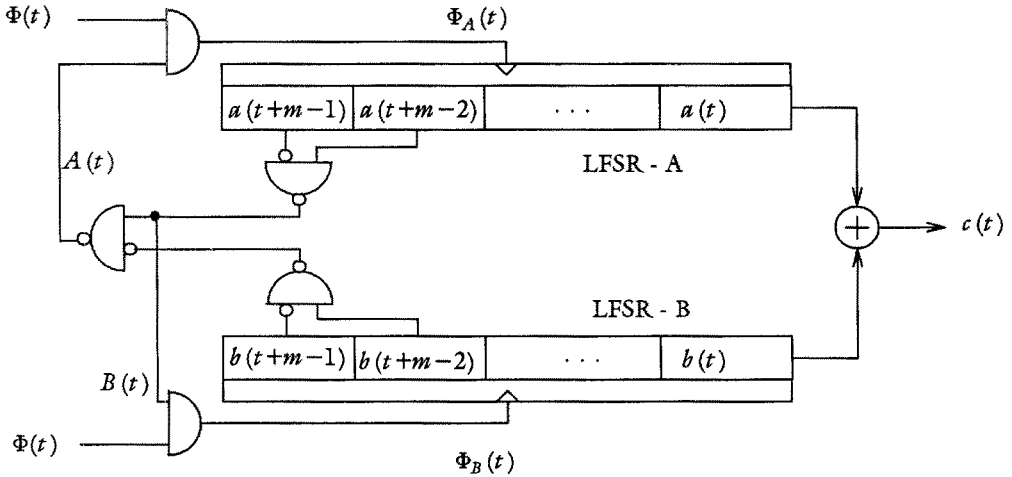 Φ(t)
Φ_A(t)
a(t+m−1) a(t+m−2) · · · a(t)
A(t)
LFSR - A
c(t)
LFSR - B
b(t+m−1) b(t+m−2) · · · b(t)
B(t)
Φ(t)
Φ_B(t)